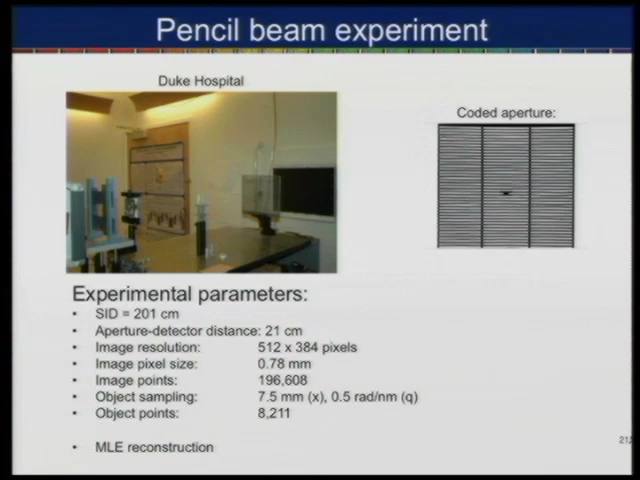 Pencil beam experiment
Duke Hospital
Coded aperture:
Experimental parameters:
• SID = 201 cm
• Aperture-detector distance: 21 cm
• Image resolution: 512 x 384 pixels
• Image pixel size: 0.78 mm
• Image points: 196,608
• Object sampling: 7.5 mm (x), 0.5 rad/nm (q)
• Object points: 8,211
• MLE reconstruction